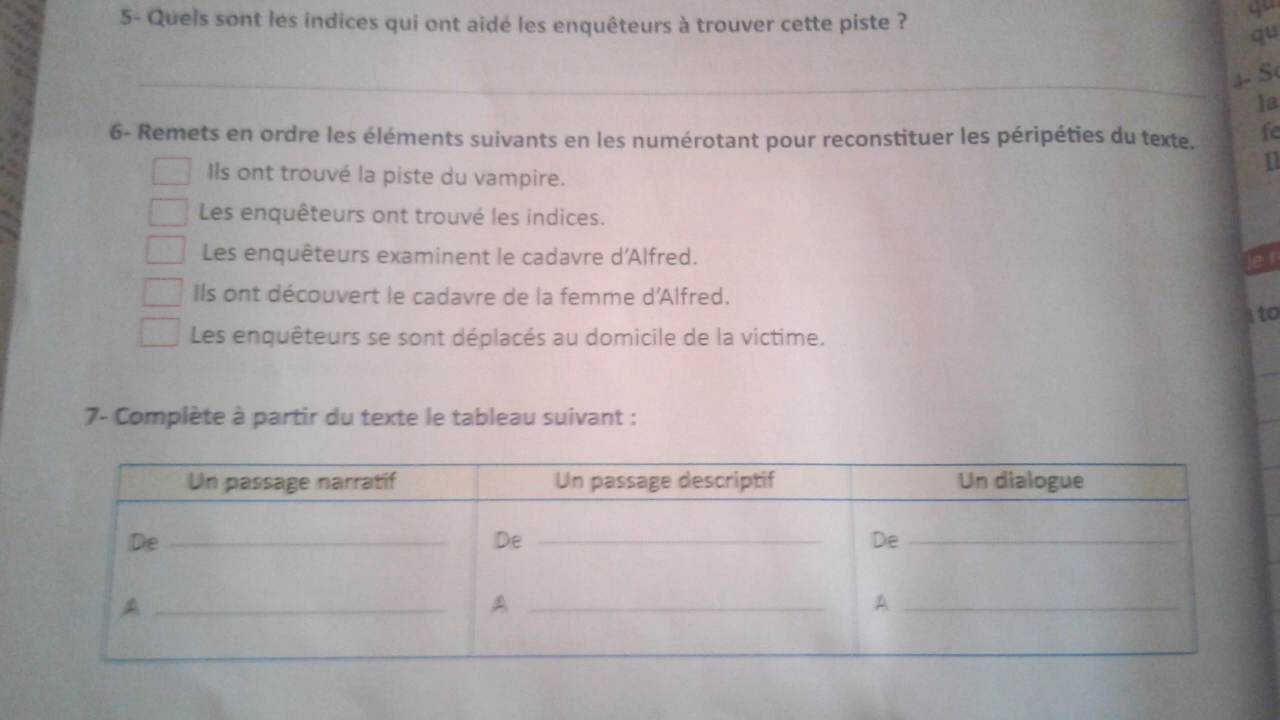 5- Quels sont les indices qui ont aidé les enquêteurs à trouver cette piste ?
6- Remets en ordre les éléments suivants en les numérotant pour reconstituer les péripéties du texte.
Ils ont trouvé la piste du vampire.
Les enquêteurs ont trouvé les indices.
Les enquêteurs examinent le cadavre d'Alfred.
Ils ont découvert le cadavre de la femme d'Alfred.
Les enquêteurs se sont déplacés au domicile de la victime.
7- Complète à partir du texte le tableau suivant :
Un passage narratif Un passage descriptif Un dialogue
De De De
A A A